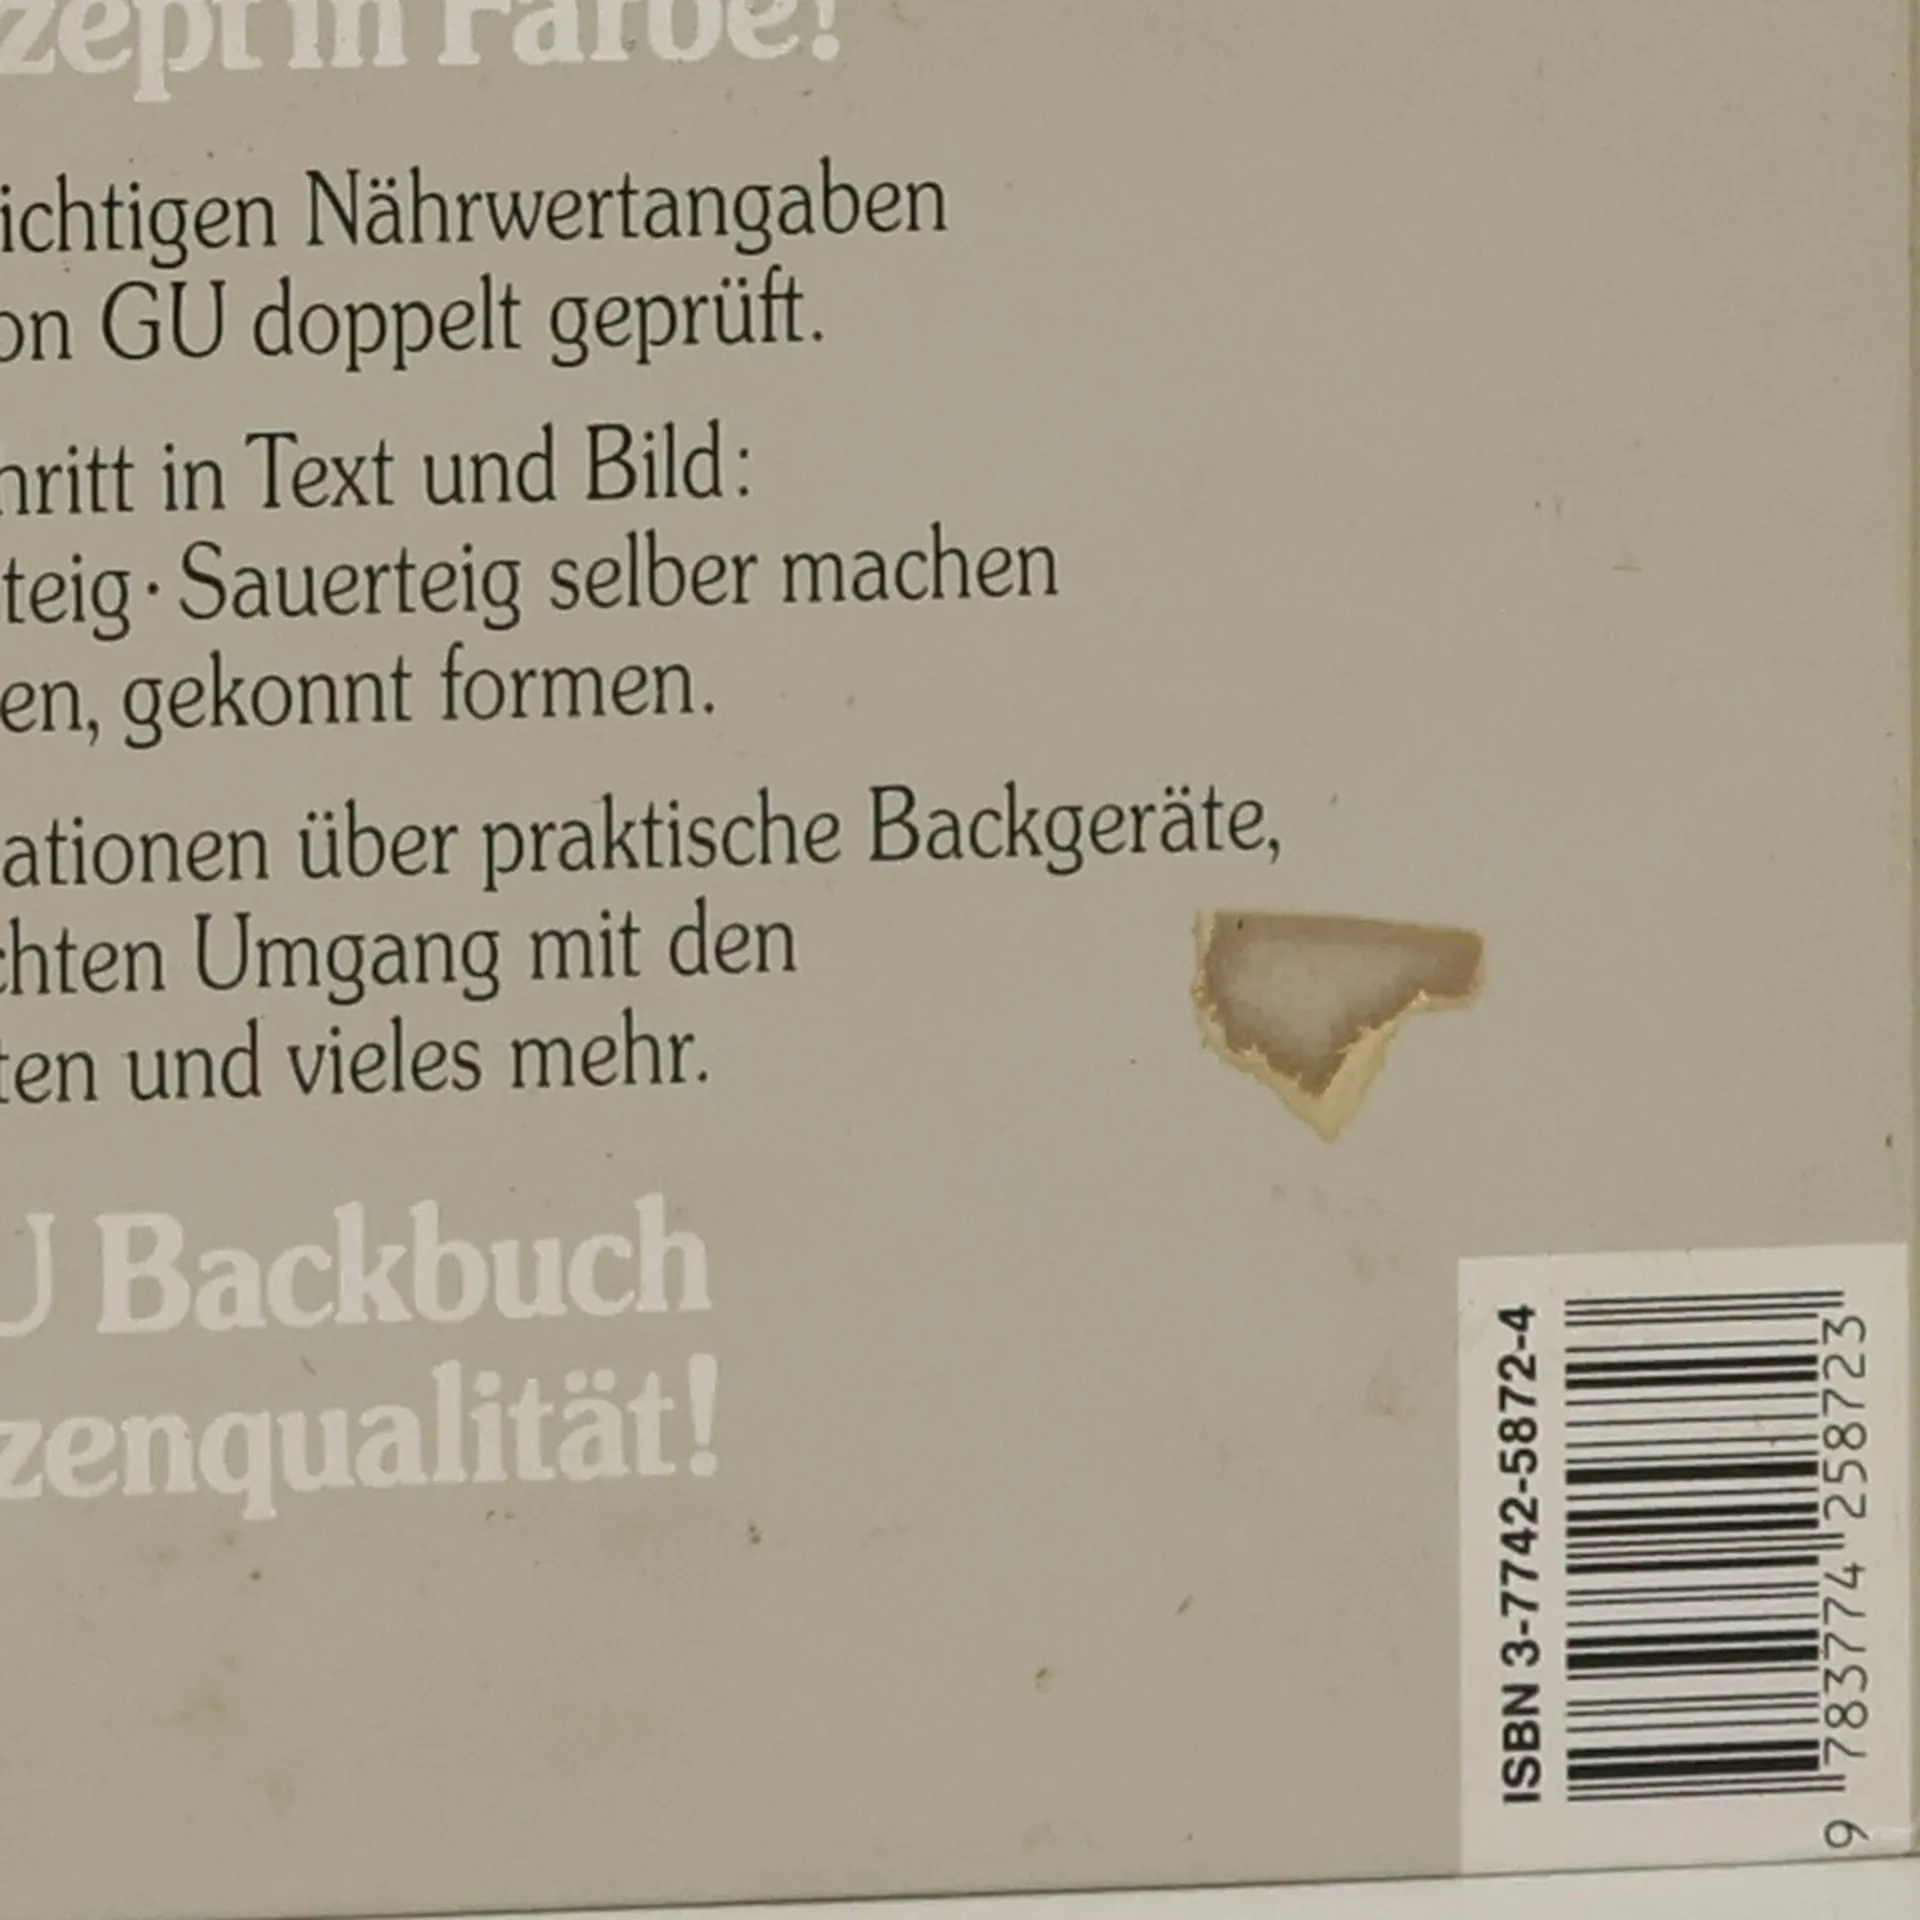 zept in Farbe!
ichtigen Nährwertangaben
on GU doppelt geprüft.
hritt in Text und Bild:
teig · Sauerteig selber machen
en, gekonnt formen.
ationen über praktische Backgeräte,
chten Umgang mit den
ten und vieles mehr.
U Backbuch
zenqualität!
ISBN 3-7742-5872-4
9 783774 258723